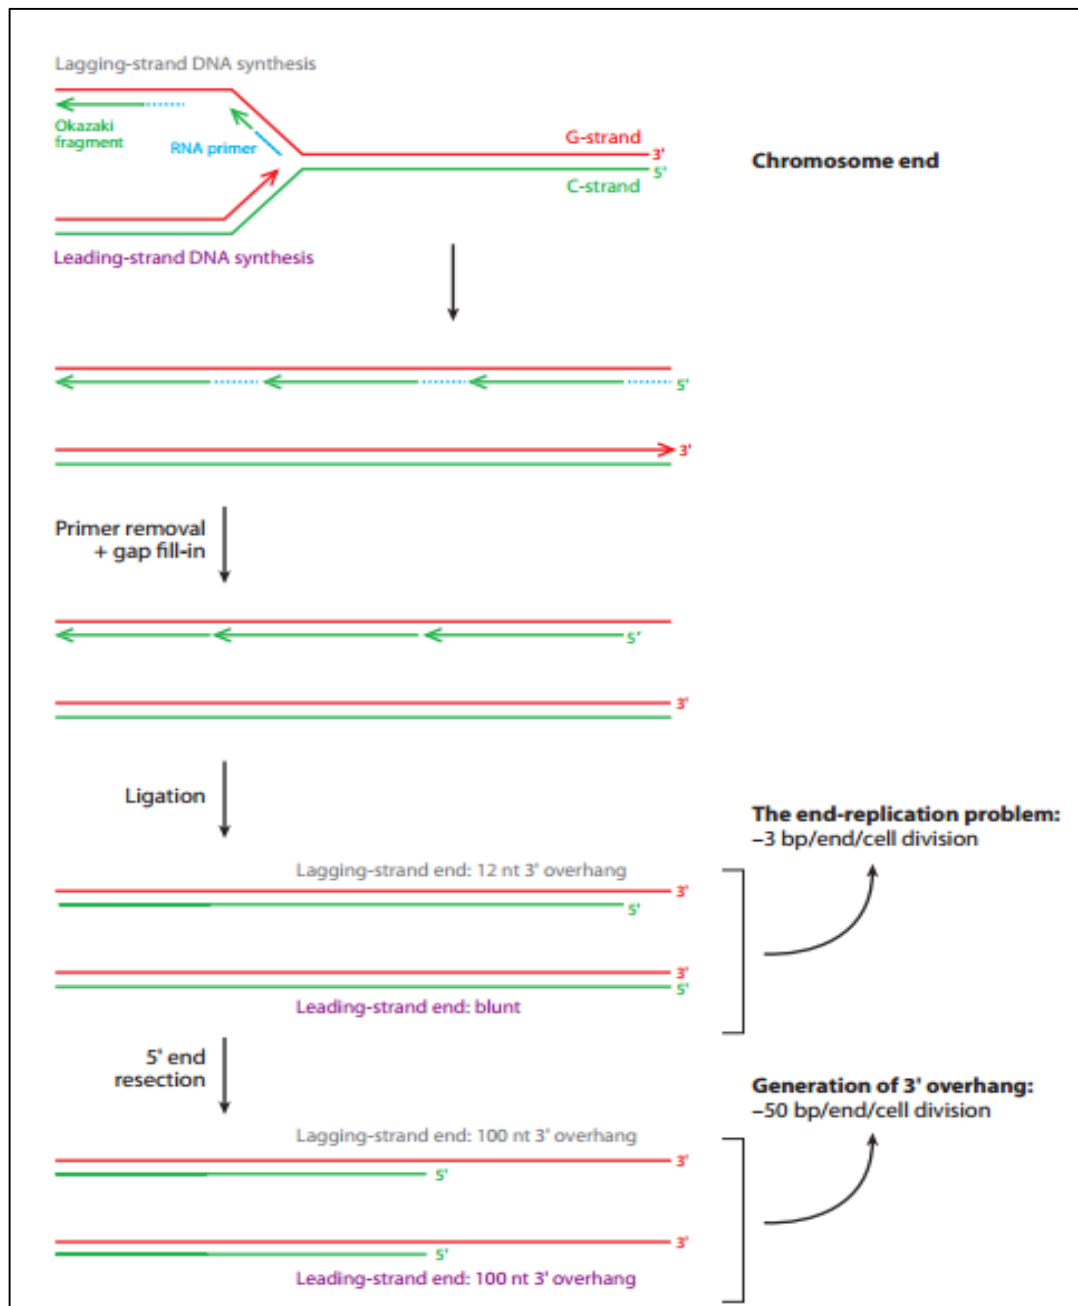 Lagging-strand DNA synthesis
Okazaki
fragment
RNA primer
G-strand
3'
5'
C-strand
Chromosome end
Leading-strand DNA synthesis
5'
3'
Primer removal
+ gap fill-in
5'
3'
Ligation
The end-replication problem:
–3 bp/end/cell division
Lagging-strand end: 12 nt 3' overhang
3'
5'
3'
5'
Leading-strand end: blunt
5' end
resection
Generation of 3' overhang:
–50 bp/end/cell division
Lagging-strand end: 100 nt 3' overhang
3'
5'
3'
5'
Leading-strand end: 100 nt 3' overhang